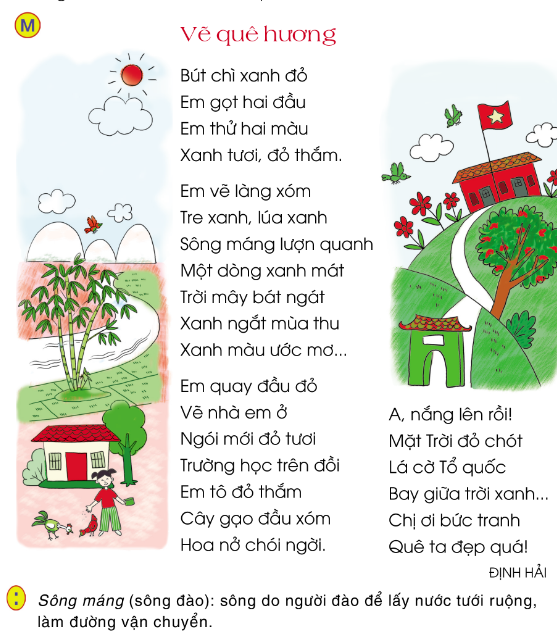 M
Vẽ quê hương
Bút chì xanh đỏ
Em gọt hai đầu
Em thử hai màu
Xanh tươi, đỏ thắm.
Em vẽ làng xóm
Tre xanh, lúa xanh
Sông máng lượn quanh
Một dòng xanh mát
Trời mây bát ngát
Xanh ngắt mùa thu
Xanh màu ước mơ...
Em quay đầu đỏ
Vẽ nhà em ở
Ngói mới đỏ tươi
Trường học trên đồi
Em tô đỏ thắm
Cây gạo đầu xóm
Hoa nở chói ngời.
A, nắng lên rồi!
Mặt Trời đỏ chót
Lá cờ Tổ quốc
Bay giữa trời xanh...
Chị ơi bức tranh
Quê ta đẹp quá!
ĐỊNH HẢI
Sông máng (sông đào): sông do người đào để lấy nước tưới ruộng,
làm đường vận chuyển.